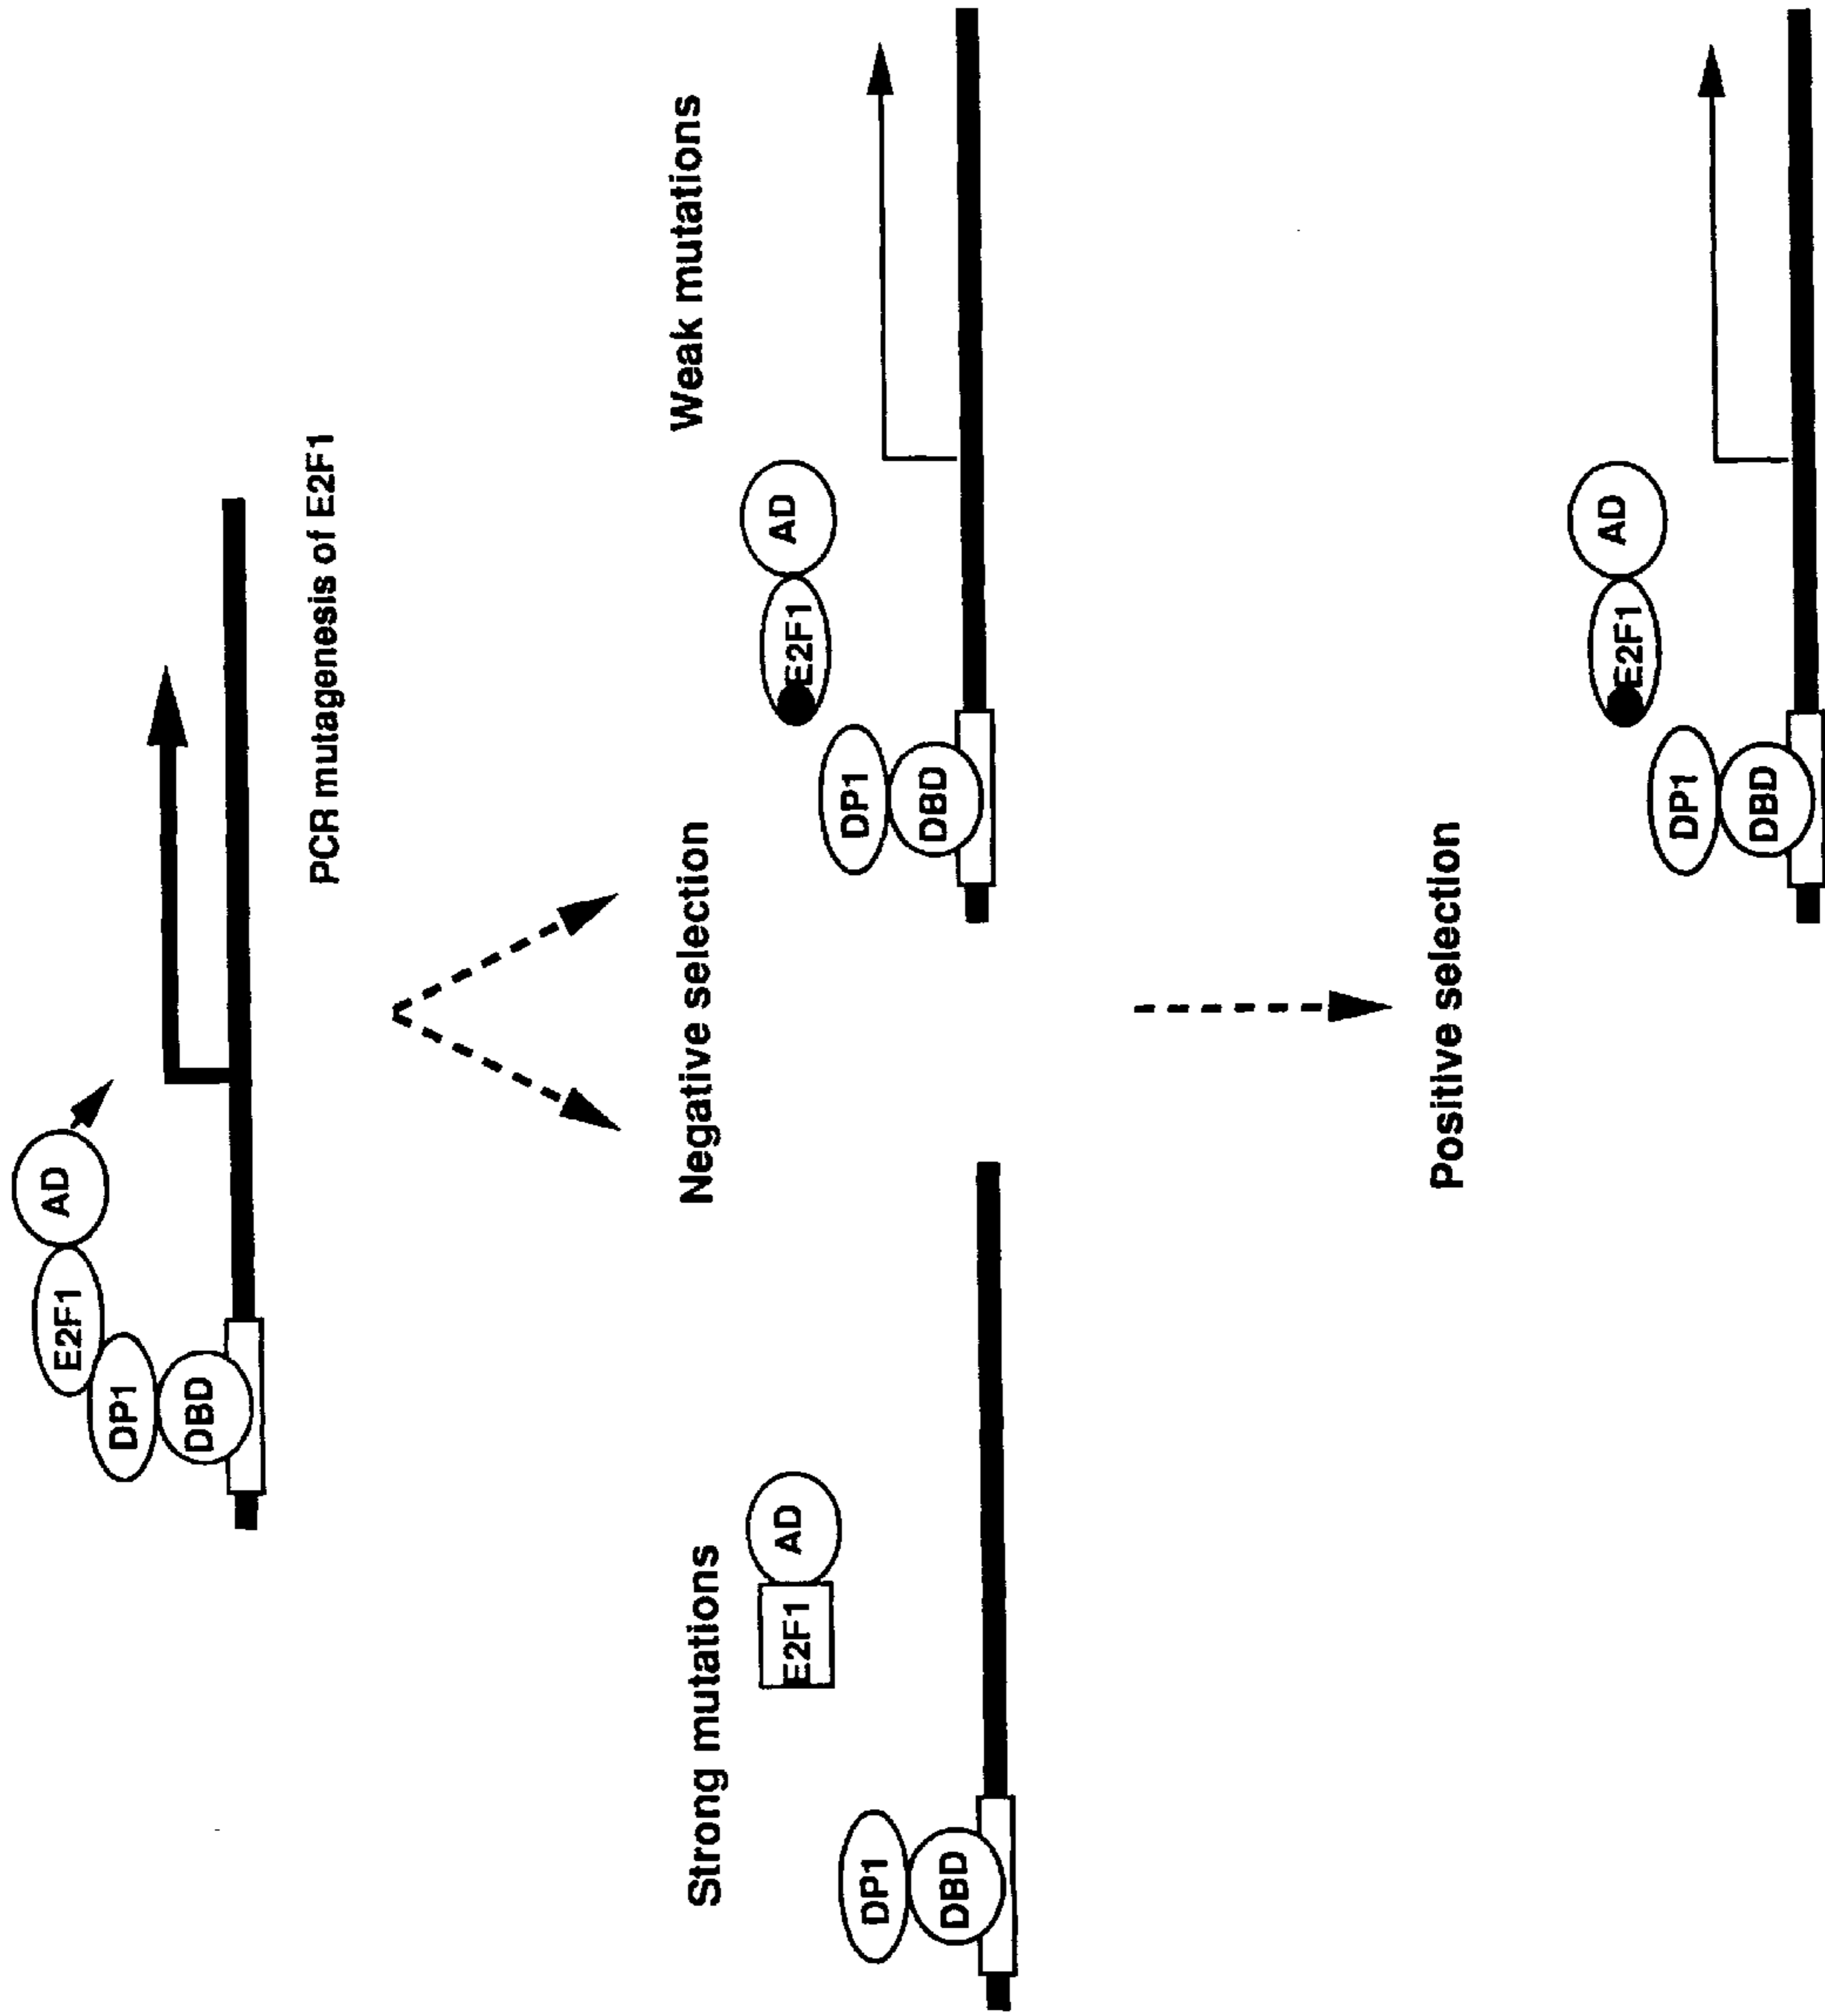 AD
E2F1
DP1
DBD
PCR mutagenesis of E2F1
Negative selection
Strong mutations
E2F1
AD
DP1
DBD
Weak mutations
AD
E2F1
DP1
DBD
Positive selection
AD
E2F1
DP1
DBD